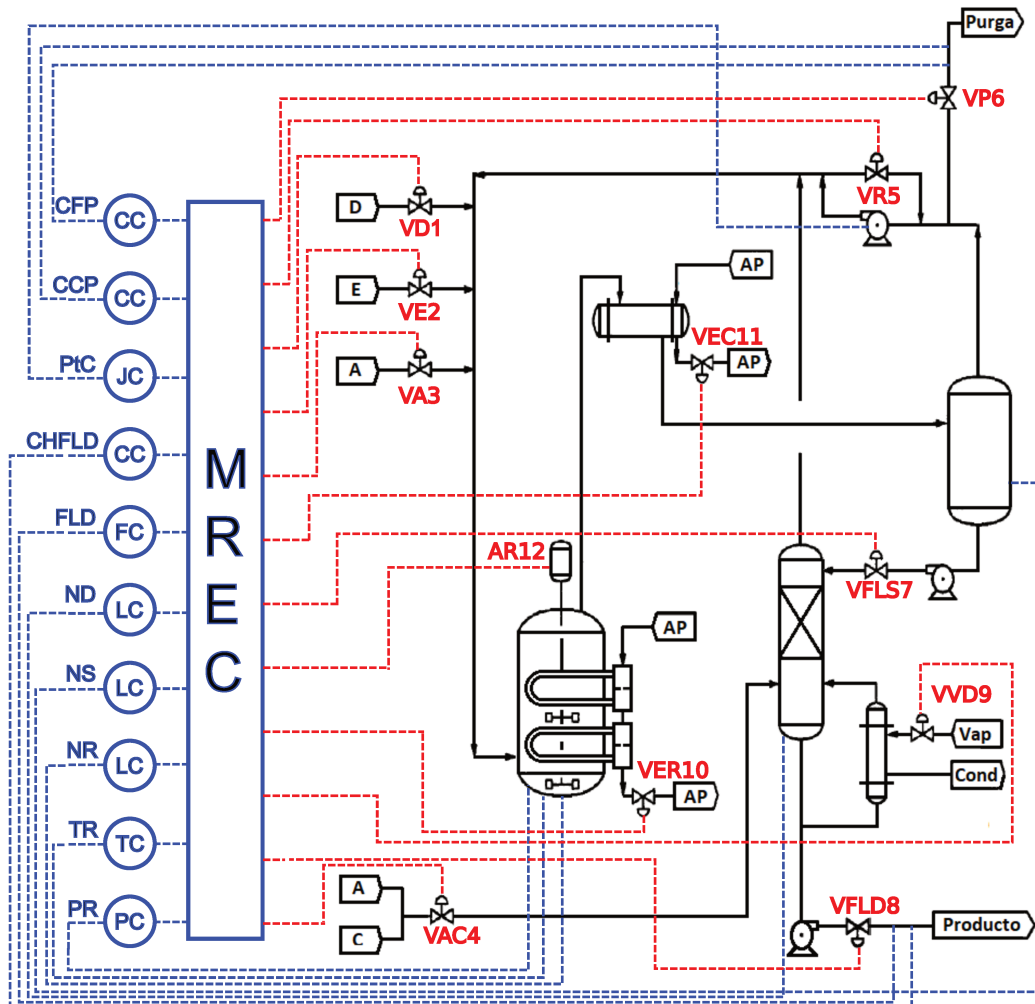 Purga
VP6
VR5
D
VD1
CFP
CC
AP
CCP
CC
E
VE2
VEC11
AP
PtC
JC
A
VA3
CHFLD
CC
M
R
E
C
FLD
FC
AR12
VFLS7
ND
LC
AP
NS
LC
VVD9
Vap
NR
LC
VER10
AP
Cond
TR
TC
A
VAC4
C
PR
PC
VFLD8
Producto